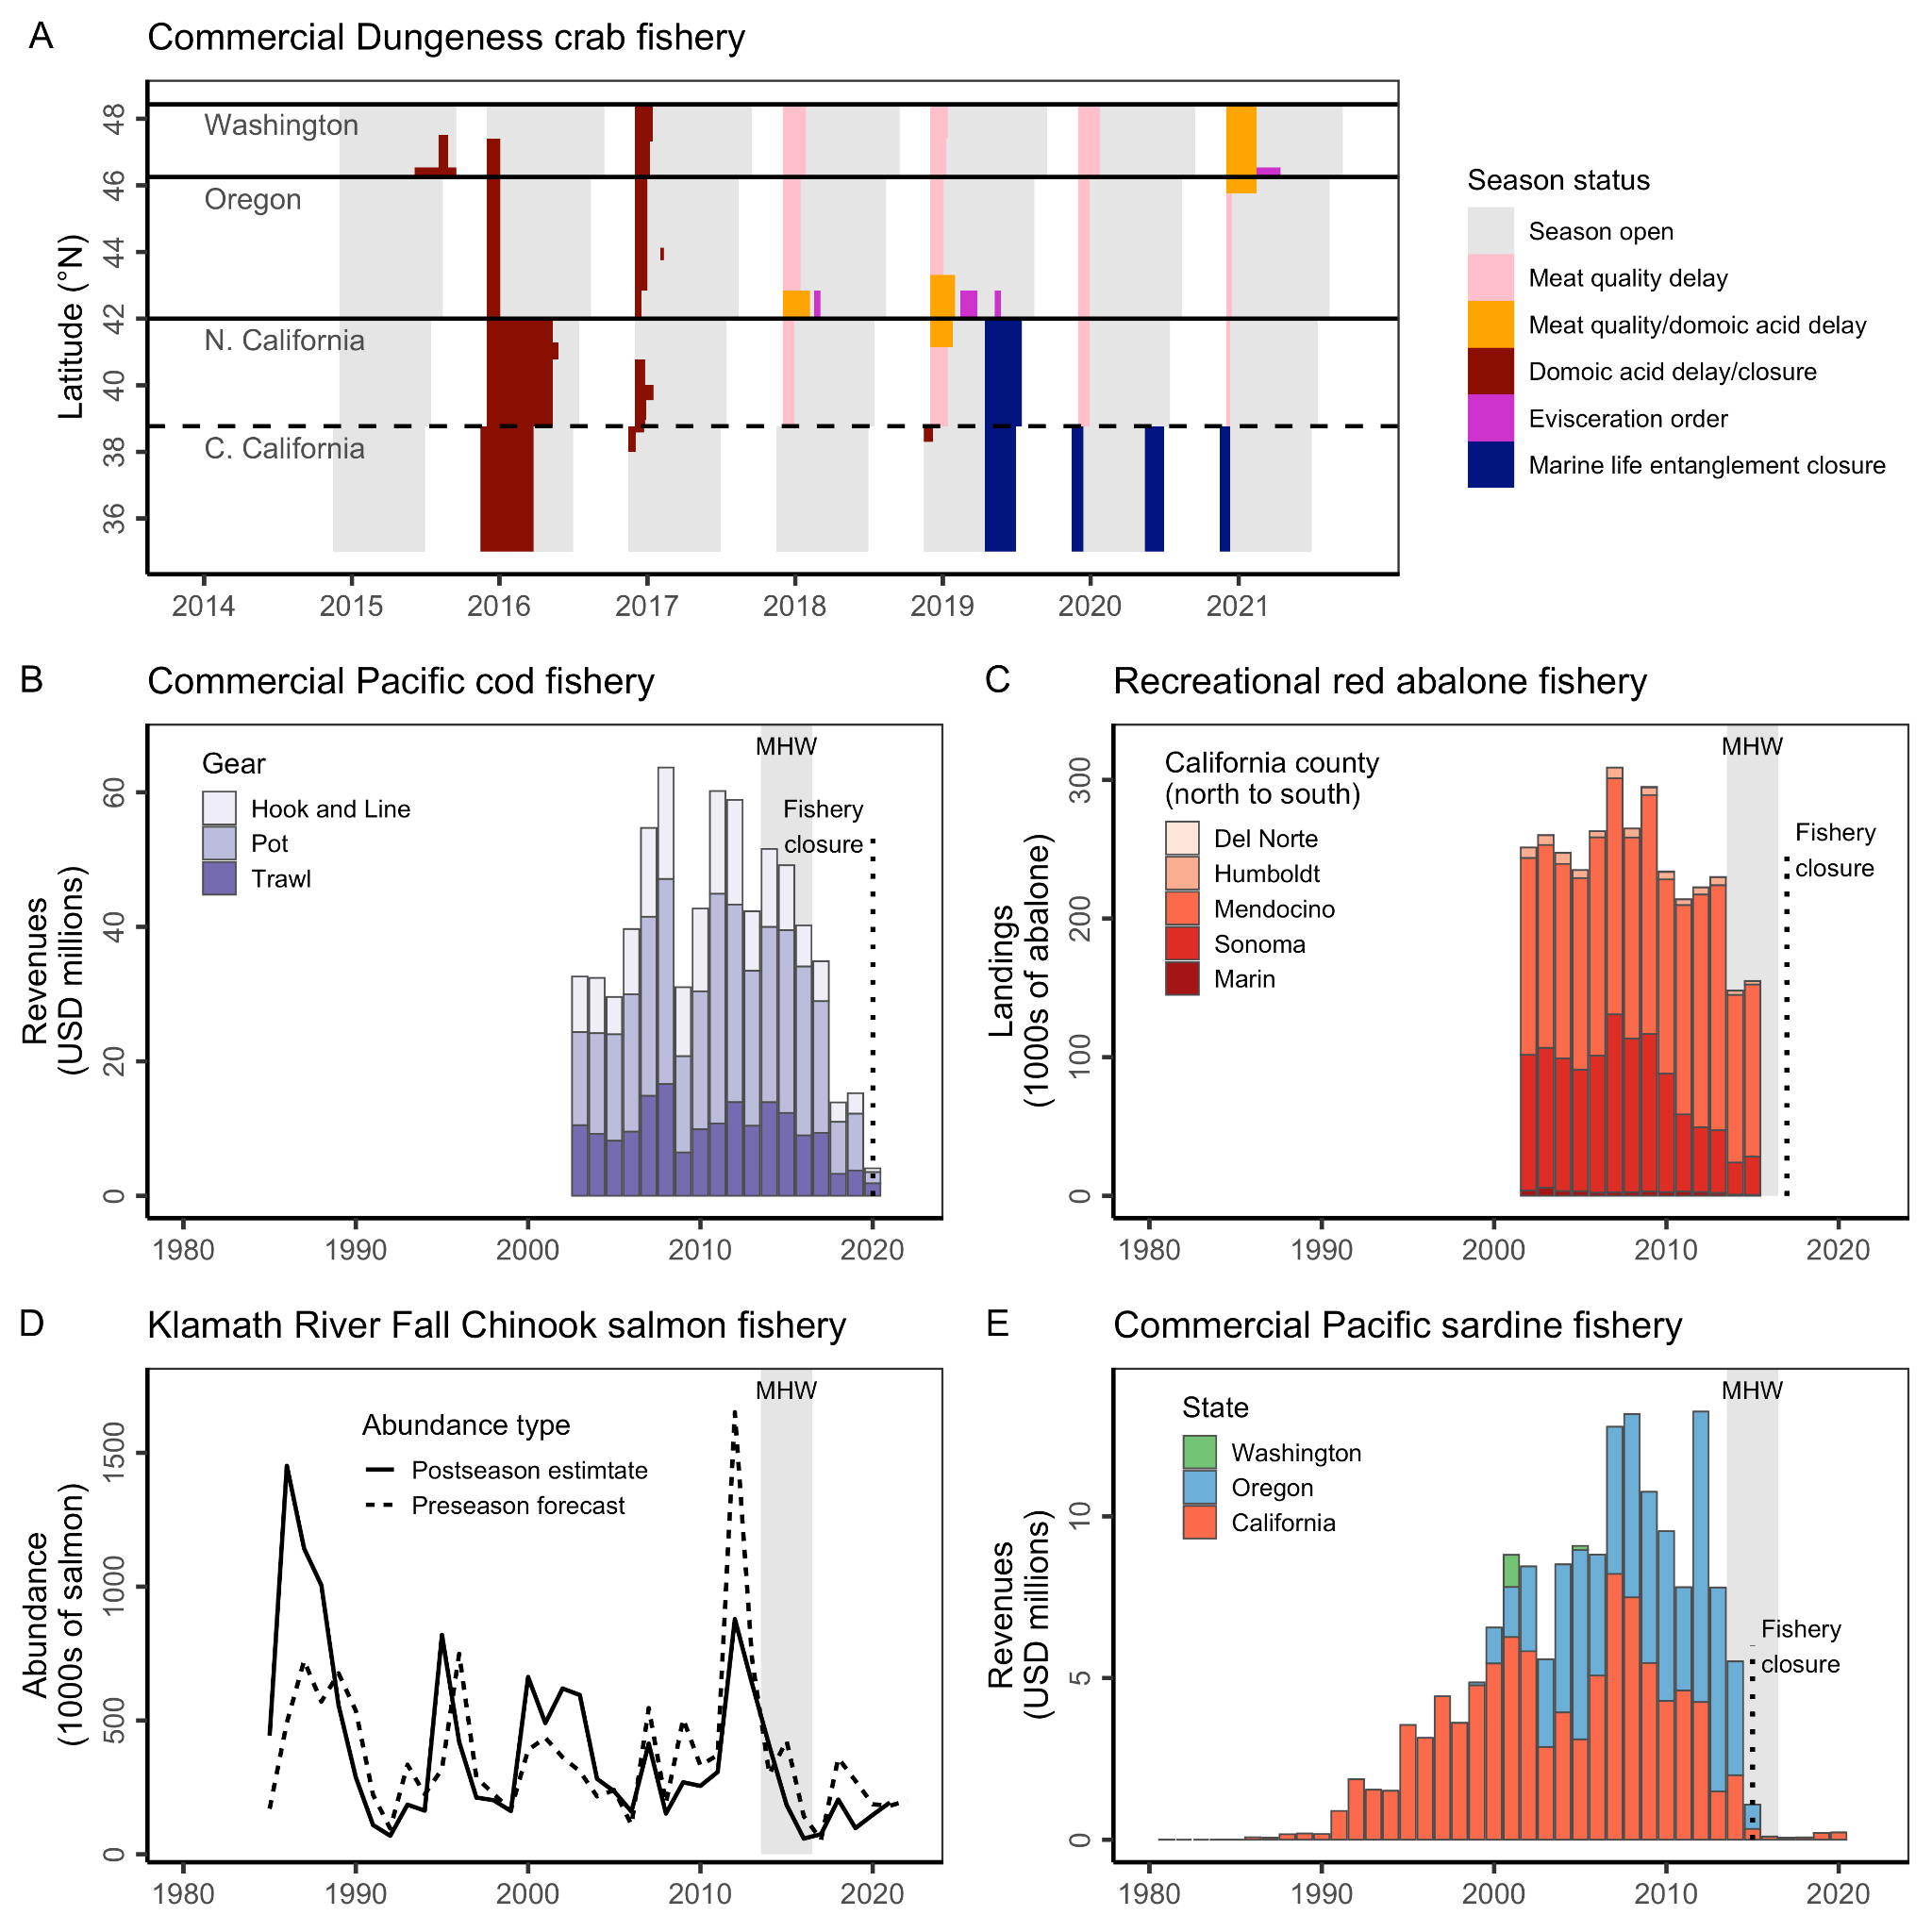 A
Commercial Dungeness crab fishery
Latitude (°N)
48
46
44
42
40
38
36
Washington
Oregon
N. California
C. California
2014
2015
2016
2017
2018
2019
2020
2021
Season status
Season open
Meat quality delay
Meat quality/domoic acid delay
Domoic acid delay/closure
Evisceration order
Marine life entanglement closure
B
Commercial Pacific cod fishery
Revenues
(USD millions)
60
40
20
0
Gear
Hook and Line
Pot
Trawl
MHW
Fishery
closure
1980
1990
2000
2010
2020
C
Recreational red abalone fishery
Landings
(1000s of abalone)
300
200
100
0
California county
(north to south)
Del Norte
Humboldt
Mendocino
Sonoma
Marin
MHW
Fishery
closure
1980
1990
2000
2010
2020
D
Klamath River Fall Chinook salmon fishery
Abundance
(1000s of salmon)
1500
1000
500
0
Abundance type
Postseason estimtate
Preseason forecast
MHW
1980
1990
2000
2010
2020
E
Commercial Pacific sardine fishery
Revenues
(USD millions)
10
5
0
State
Washington
Oregon
California
MHW
Fishery
closure
1980
1990
2000
2010
2020